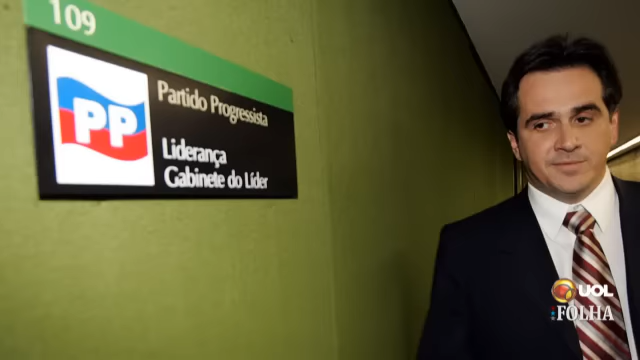 109
PP
Partido Progressista
Liderança
Gabinete do Líder
UOL
FOLHA